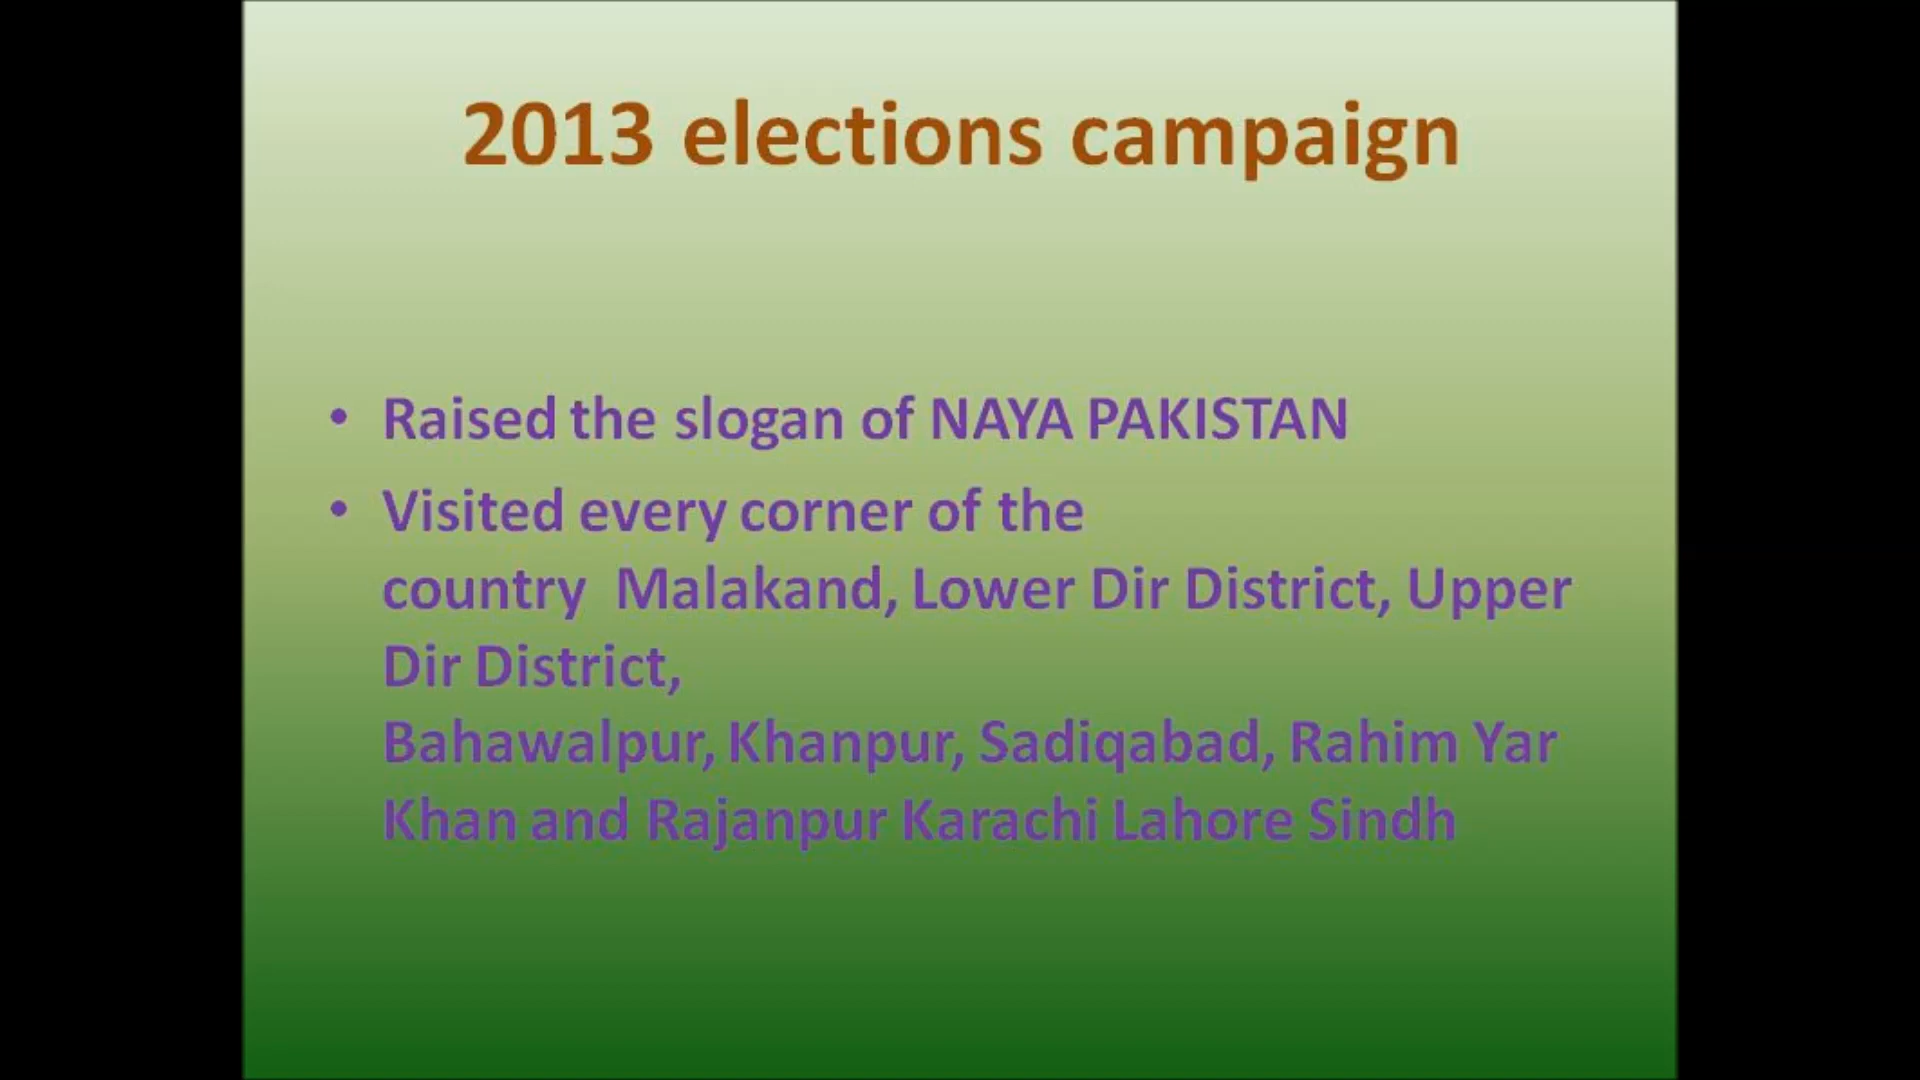 2013 elections campaign
• Raised the slogan of NAYA PAKISTAN
• Visited every corner of the
country  Malakand, Lower Dir District, Upper
Dir District,
Bahawalpur, Khanpur, Sadiqabad, Rahim Yar
Khan and Rajanpur Karachi Lahore Sindh